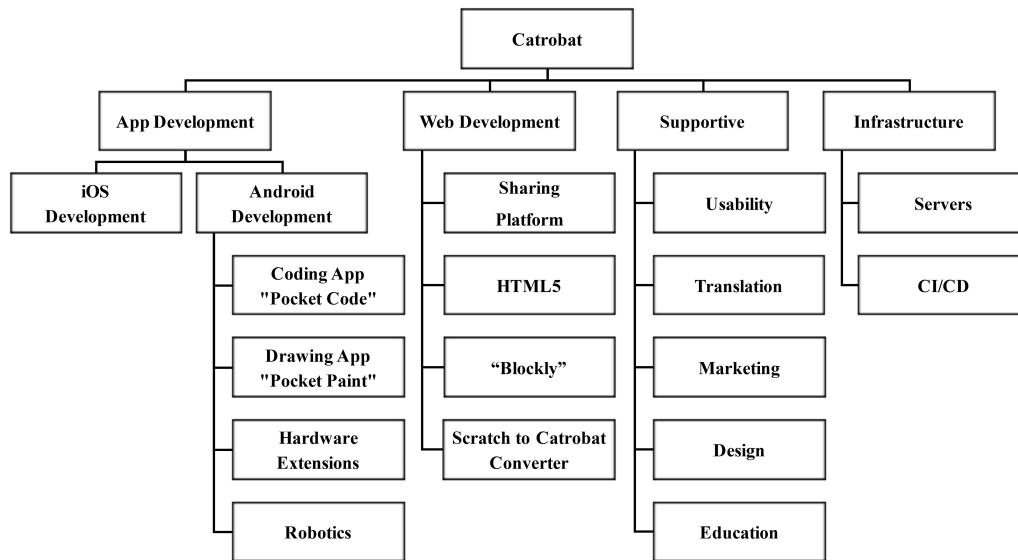 Catrobat
App Development
Web Development
Supportive
Infrastructure
iOS
Development
Android
Development
Sharing
Platform
Usability
Servers
Coding App
"Pocket Code"
HTML5
Translation
CI/CD
Drawing App
"Pocket Paint"
“Blockly”
Marketing
Hardware
Extensions
Scratch to Catrobat
Converter
Design
Robotics
Education